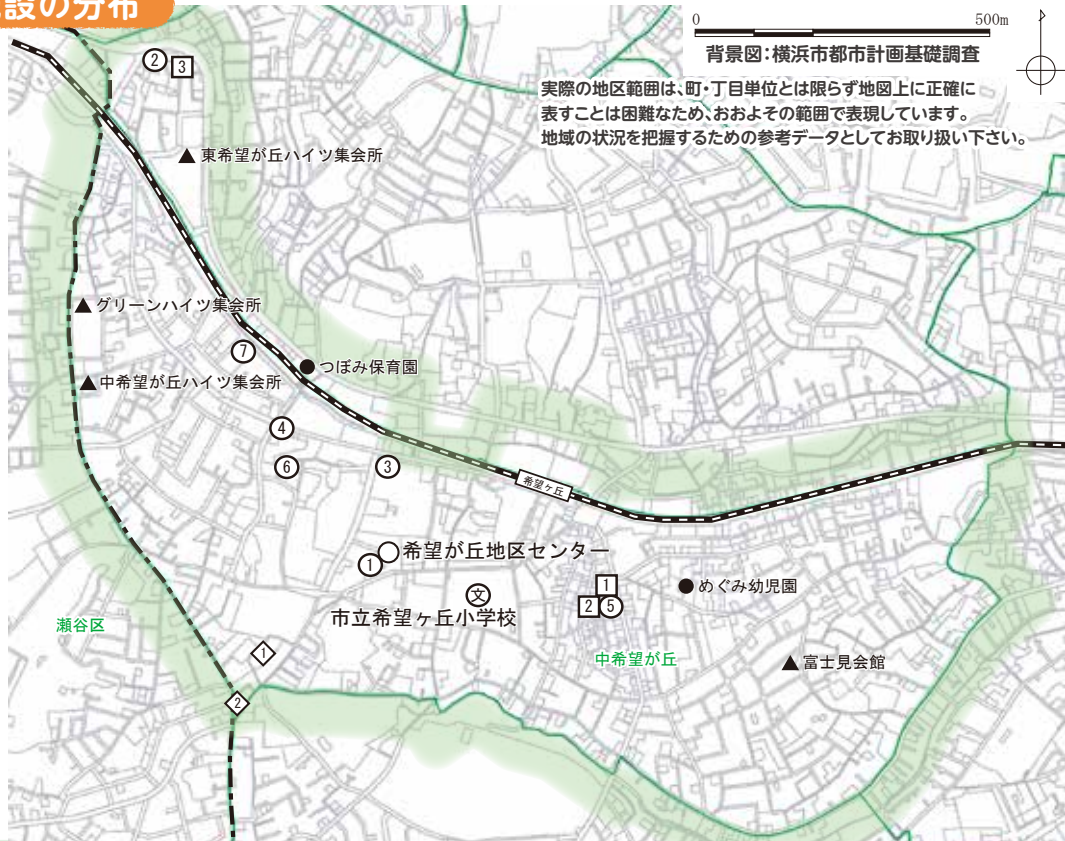 設の分布
0 500m
背景図：横浜市都市計画基礎調査
実際の地区範囲は、町・丁目単位とは限らず地図上に正確に
表すことは困難なため、おおよその範囲で表現しています。
地域の状況を把握するための参考データとしてお取り扱い下さい。
2 3
東希望が丘ハイツ集会所
グリーンハイツ集会所
7
つぼみ保育園
中希望が丘ハイツ集会所
4
6
3
希望ヶ丘
希望が丘地区センター
1
文
市立希望ヶ丘小学校
1
2 5
めぐみ幼児園
瀬谷区
1
中希望が丘
富士見会館
2